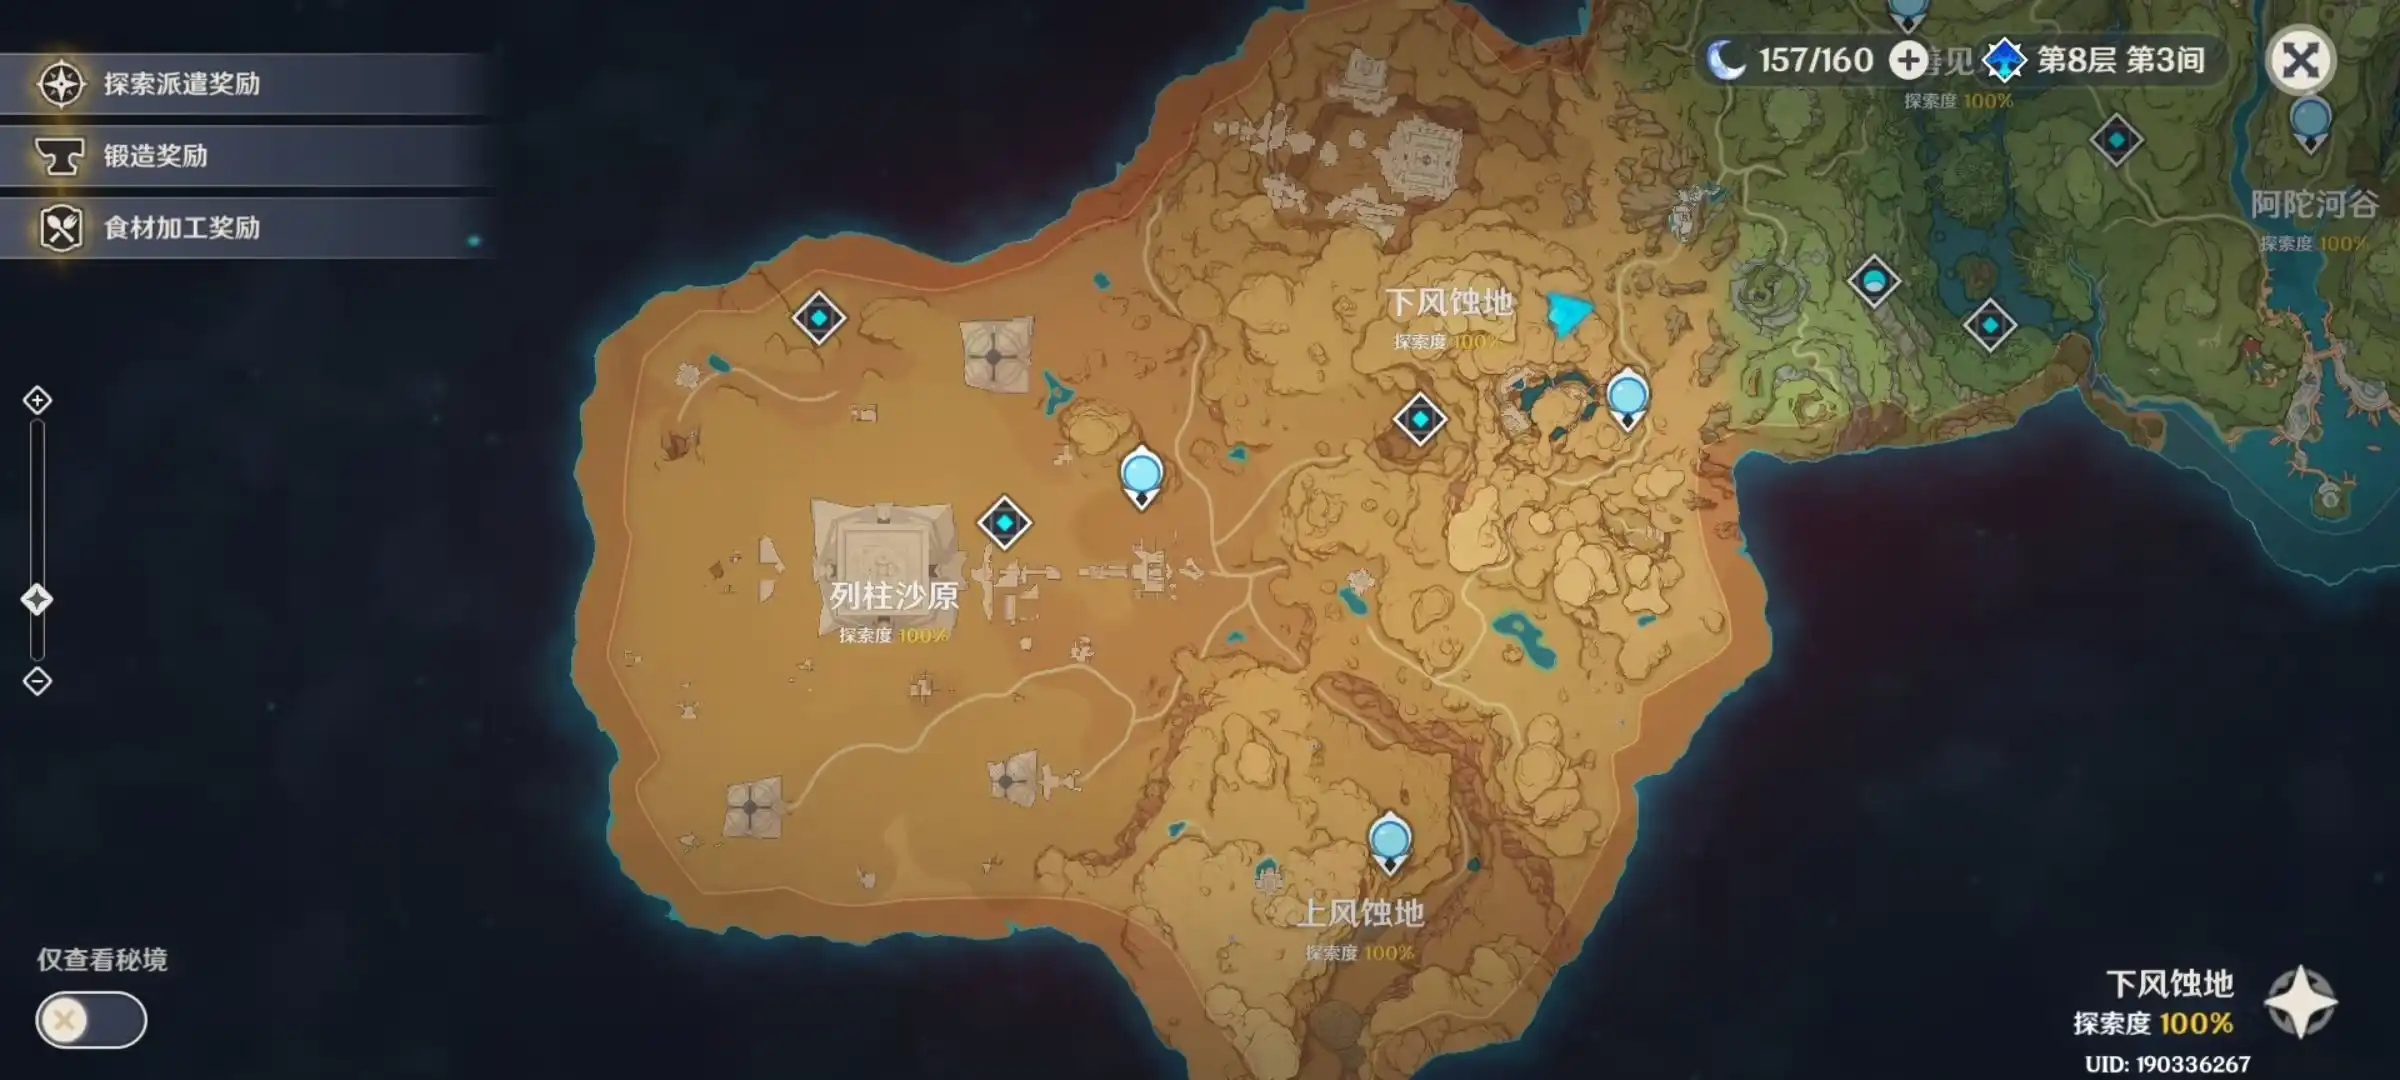 探索派遣奖励
锻造奖励
食材加工奖励
157/160
善见
第8层 第3间
探索度 100%
阿陀河谷
探索度 100%
下风蚀地
探索度 100%
列柱沙原
探索度 100%
上风蚀地
探索度 100%
仅查看秘境
下风蚀地
探索度 100%
UID: 190336267